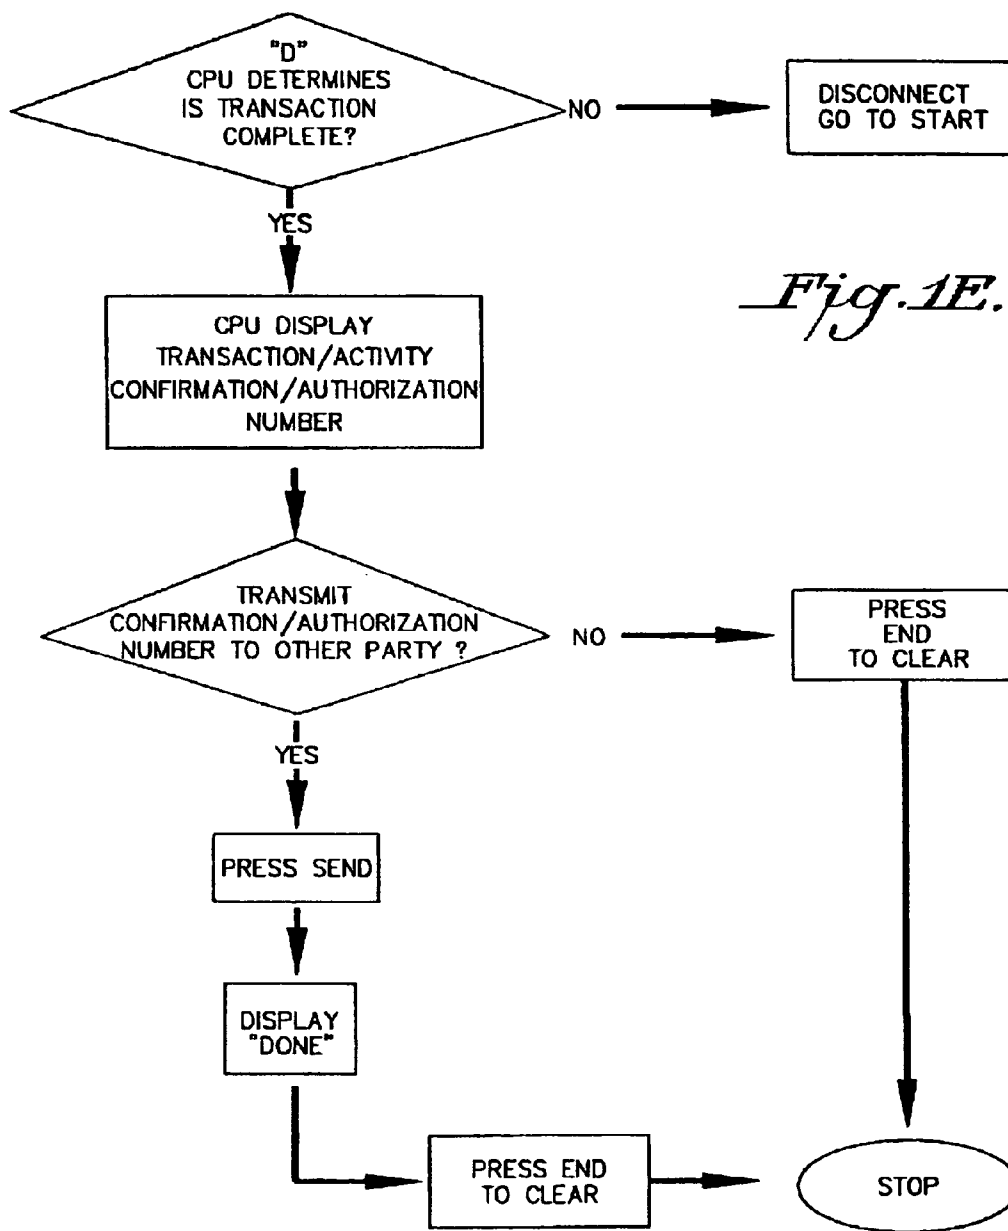 "D"
CPU DETERMINES
IS TRANSACTION
COMPLETE?
NO
DISCONNECT
GO TO START
YES
Fig. 1E.
CPU DISPLAY
TRANSACTION/ACTIVITY
CONFIRMATION/AUTHORIZATION
NUMBER
TRANSMIT
CONFIRMATION/AUTHORIZATION
NUMBER TO OTHER PARTY ?
NO
PRESS
END
TO CLEAR
YES
PRESS SEND
DISPLAY
"DONE"
PRESS END
TO CLEAR
STOP